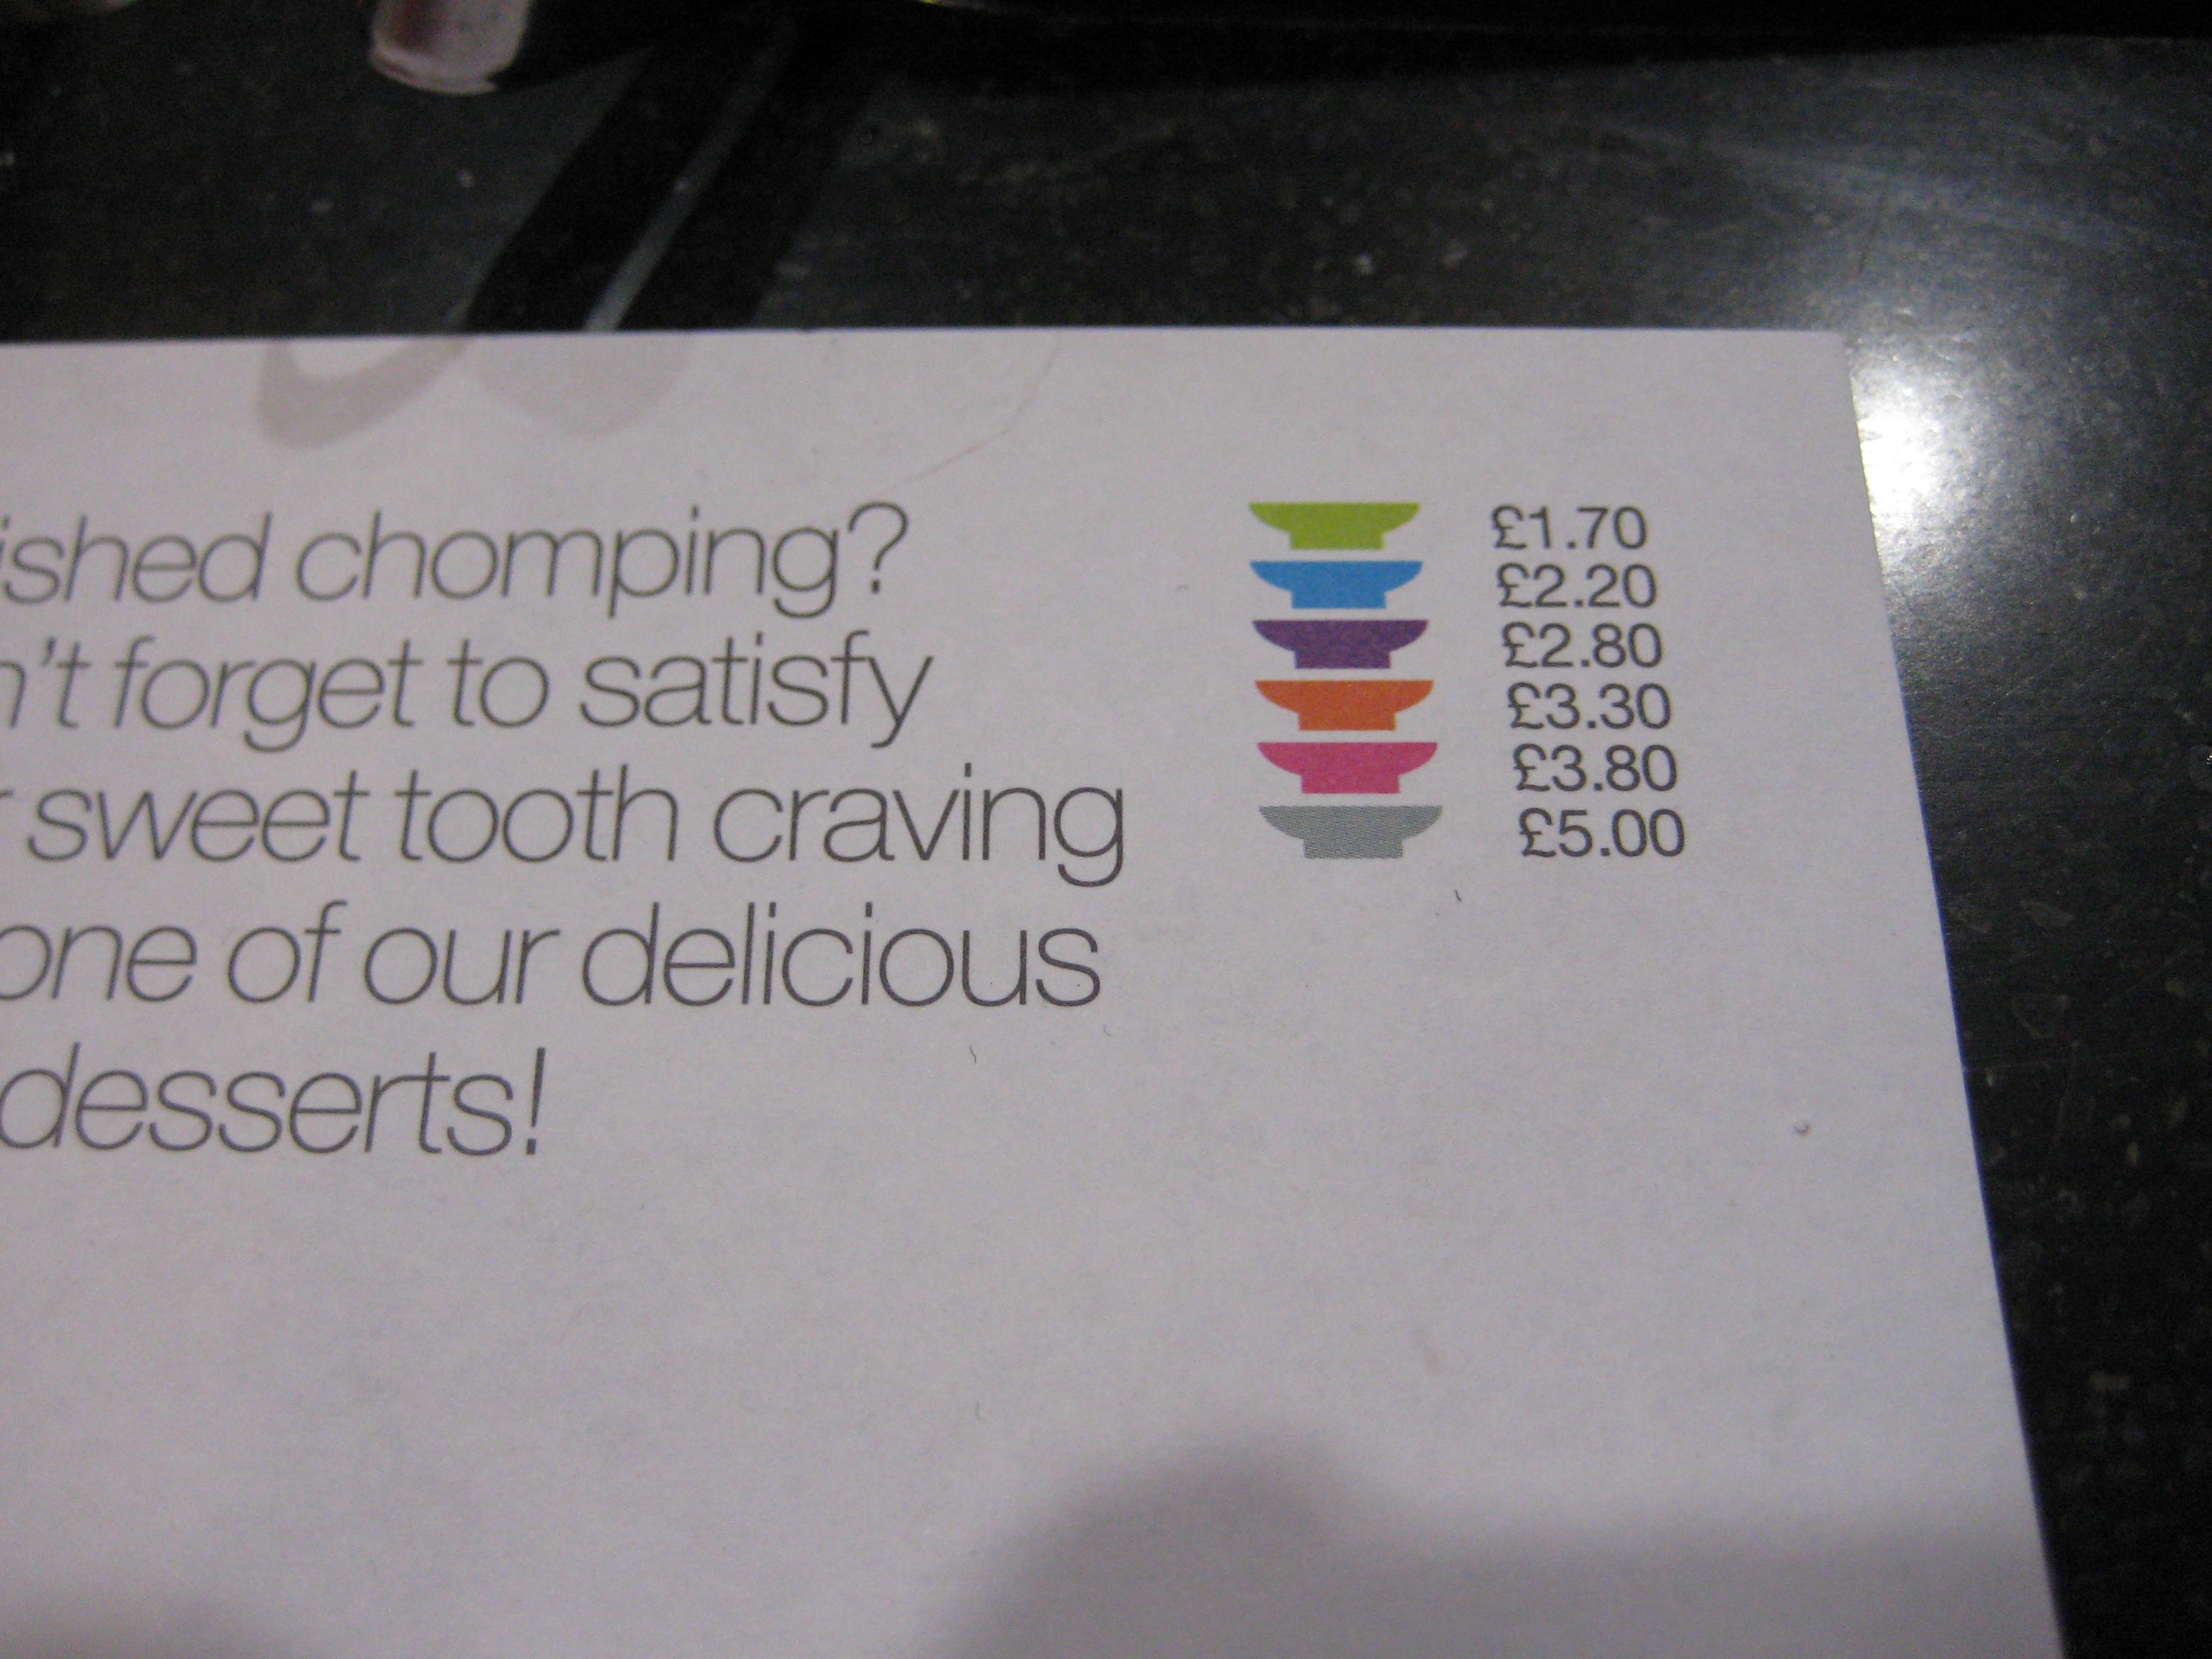 ished chomping?
n't forget to satisfy
r sweet tooth craving
one of our delicious
desserts!
£1.70
£2.20
£2.80
£3.30
£3.80
£5.00